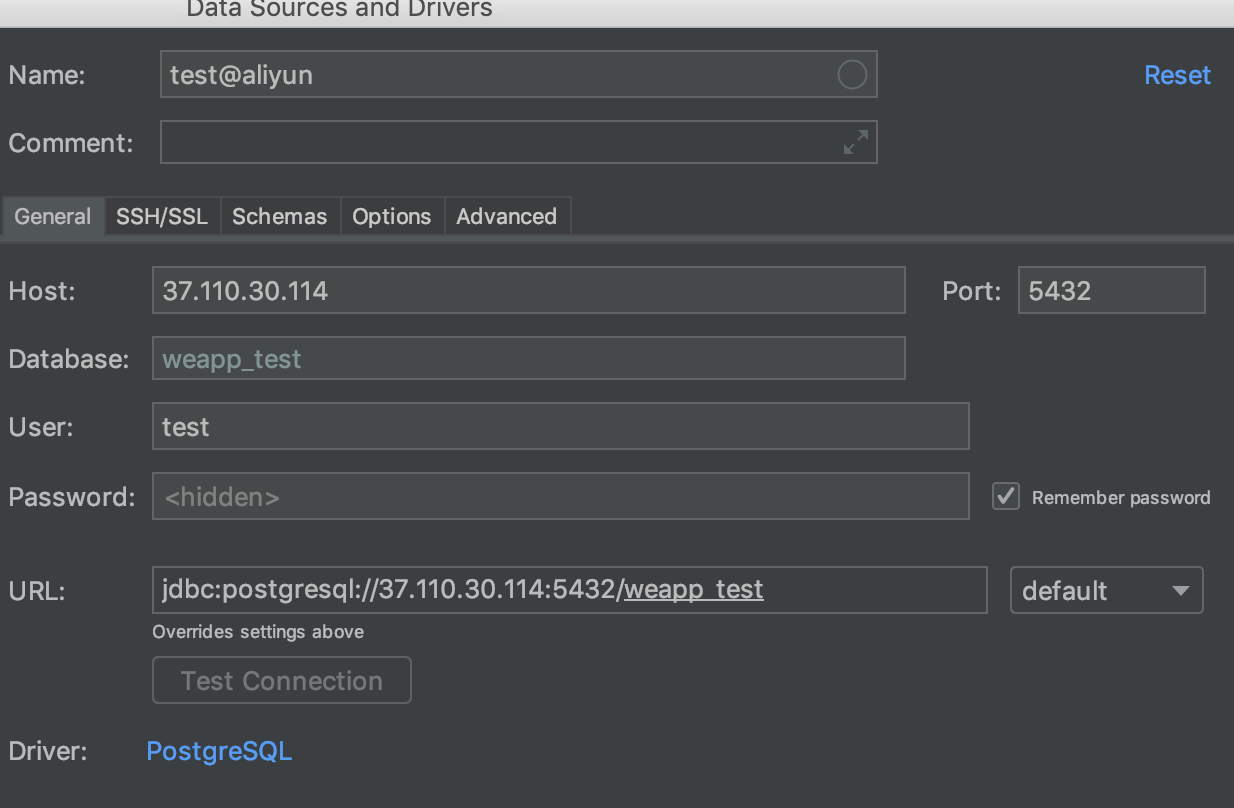 Data Sources and Drivers
Name: test@aliyun Reset
Comment:
General SSH/SSL Schemas Options Advanced
Host: 37.110.30.114 Port: 5432
Database: weapp_test
User: test
Password: <hidden> Remember password
URL: jdbc:postgresql://37.110.30.114:5432/weapp_test default
Overrides settings above
Test Connection
Driver: PostgreSQL